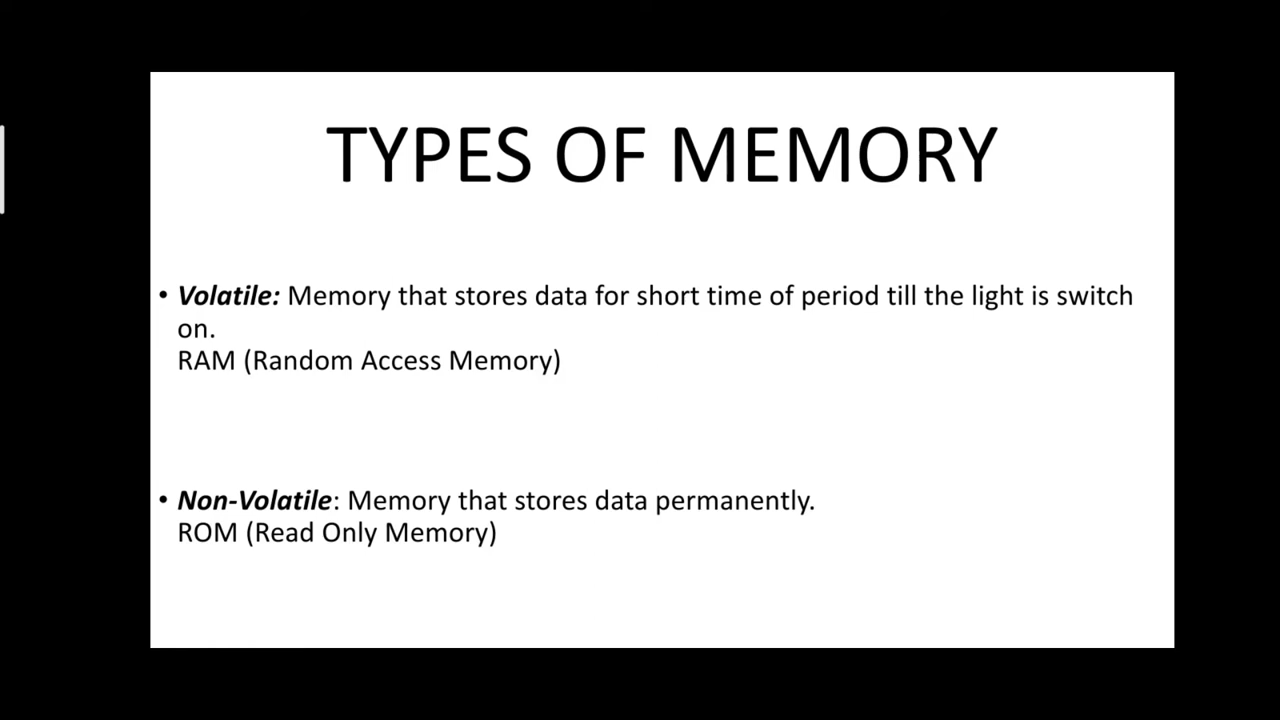 TYPES OF MEMORY
• Volatile: Memory that stores data for short time of period till the light is switch
on.
RAM (Random Access Memory)
• Non-Volatile: Memory that stores data permanently.
ROM (Read Only Memory)